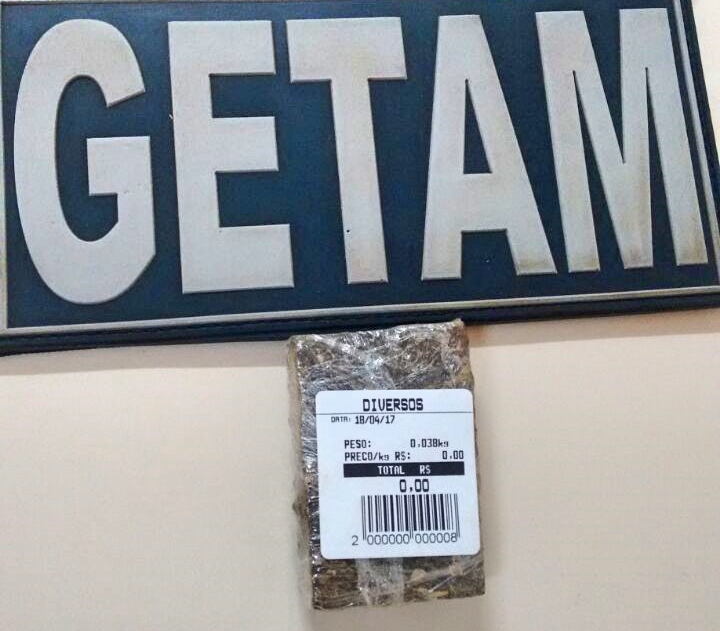 GETAM
DIVERSOS
DATA: 18/04/17
PESO: 0.038kg
PRECO/kg R$: 0.00
TOTAL R$
0,00
2 000000 000008